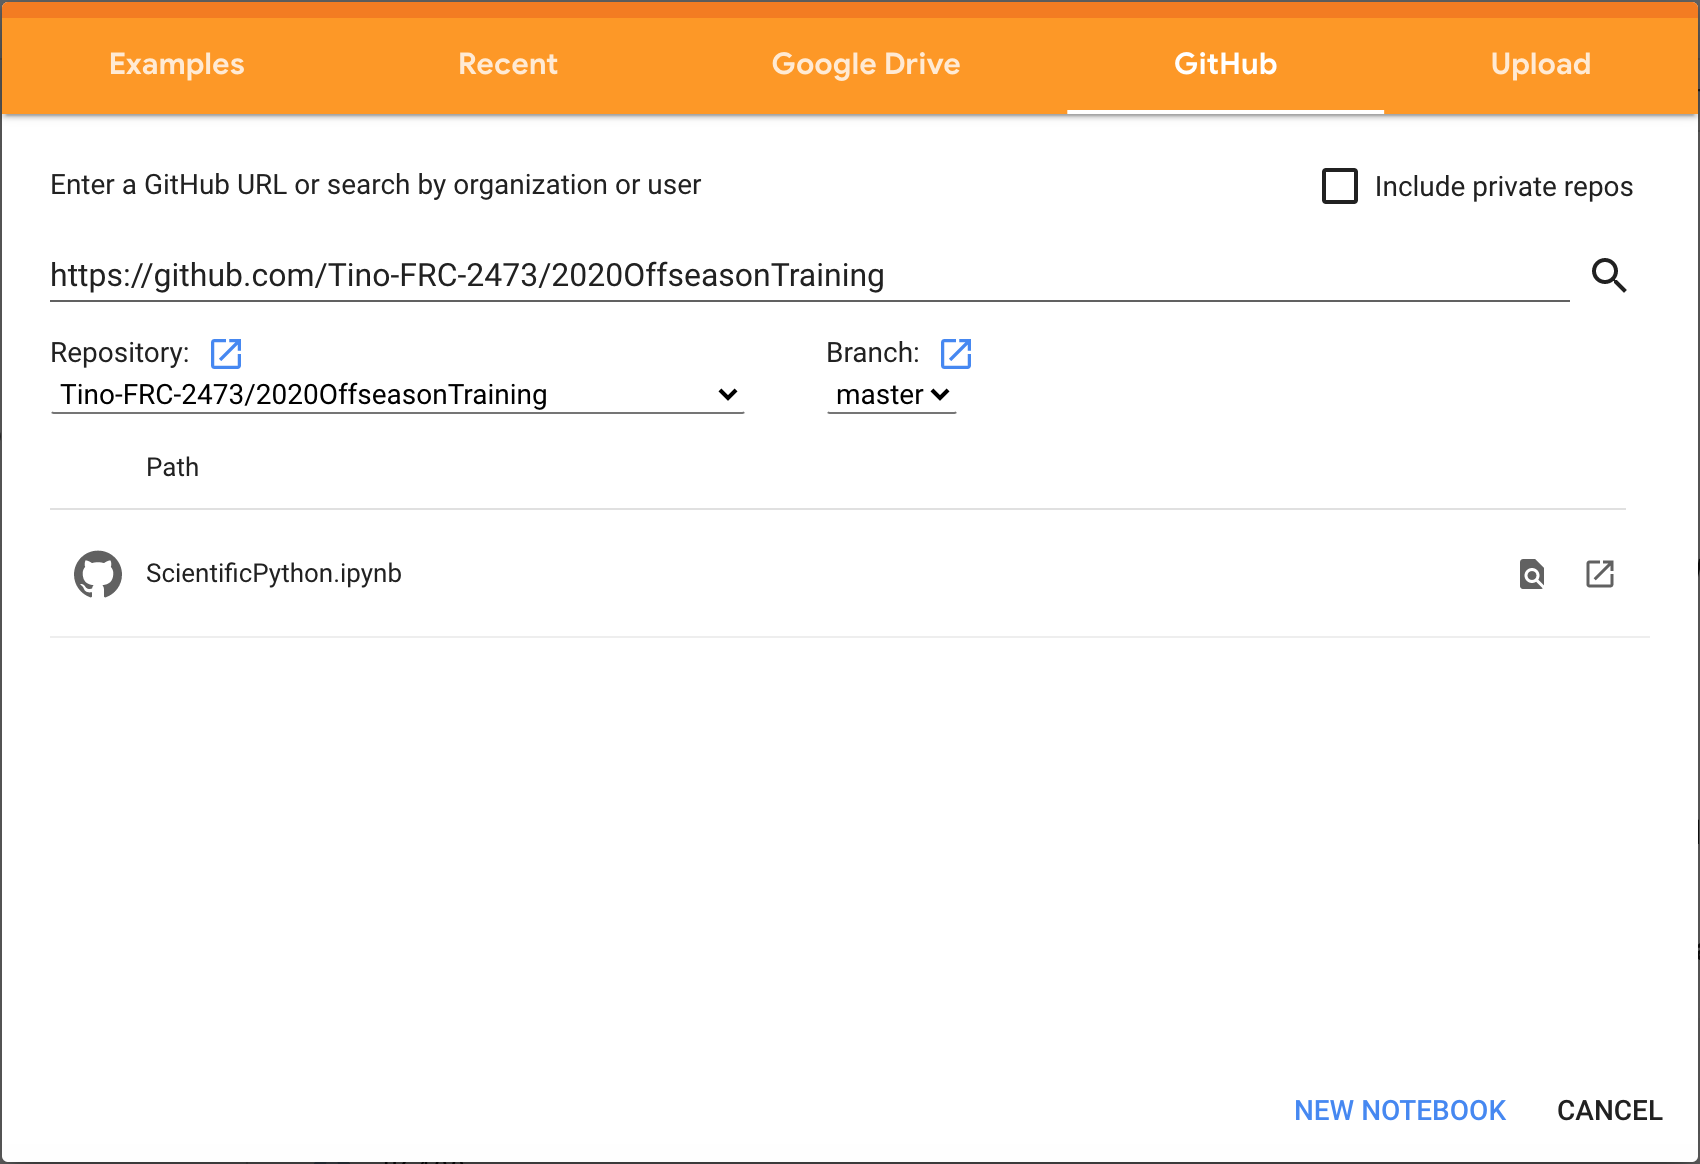 Examples Recent Google Drive GitHub Upload
Enter a GitHub URL or search by organization or user
Include private repos
https://github.com/Tino-FRC-2473/2020OffseasonTraining
Repository: Branch:
Tino-FRC-2473/2020OffseasonTraining master
Path
ScientificPython.ipynb
NEW NOTEBOOK CANCEL